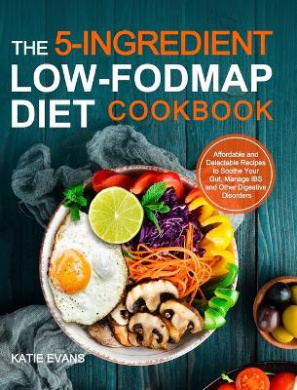 THE 5-INGREDIENT
LOW-FODMAP
DIET COOKBOOK
Affordable and
Delectable Recipes
to Soothe Your
Gut, Manage IBS
and Other Digestive
Disorders
KATIE EVANS